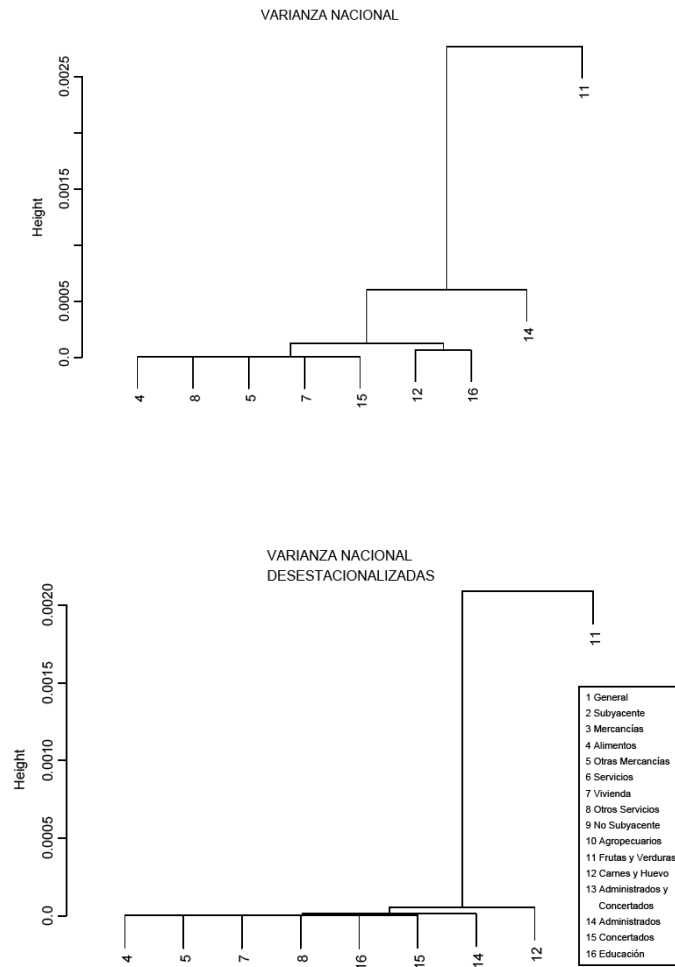 VARIANZA NACIONAL
Height
0.0025
0.0015
0.0005
0.0
11
14
4
8
5
7
15
12
16
VARIANZA NACIONAL
DESESTACIONALIZADAS
Height
0.0020
0.0015
0.0010
0.0005
0.0
11
4
5
7
8
16
15
14
12
1 General
2 Subyacente
3 Mercancías
4 Alimentos
5 Otras Mercancías
6 Servicios
7 Vivienda
8 Otros Servicios
9 No Subyacente
10 Agropecuarios
11 Frutas y Verduras
12 Carnes y Huevo
13 Administrados y
Concertados
14 Administrados
15 Concertados
16 Educación